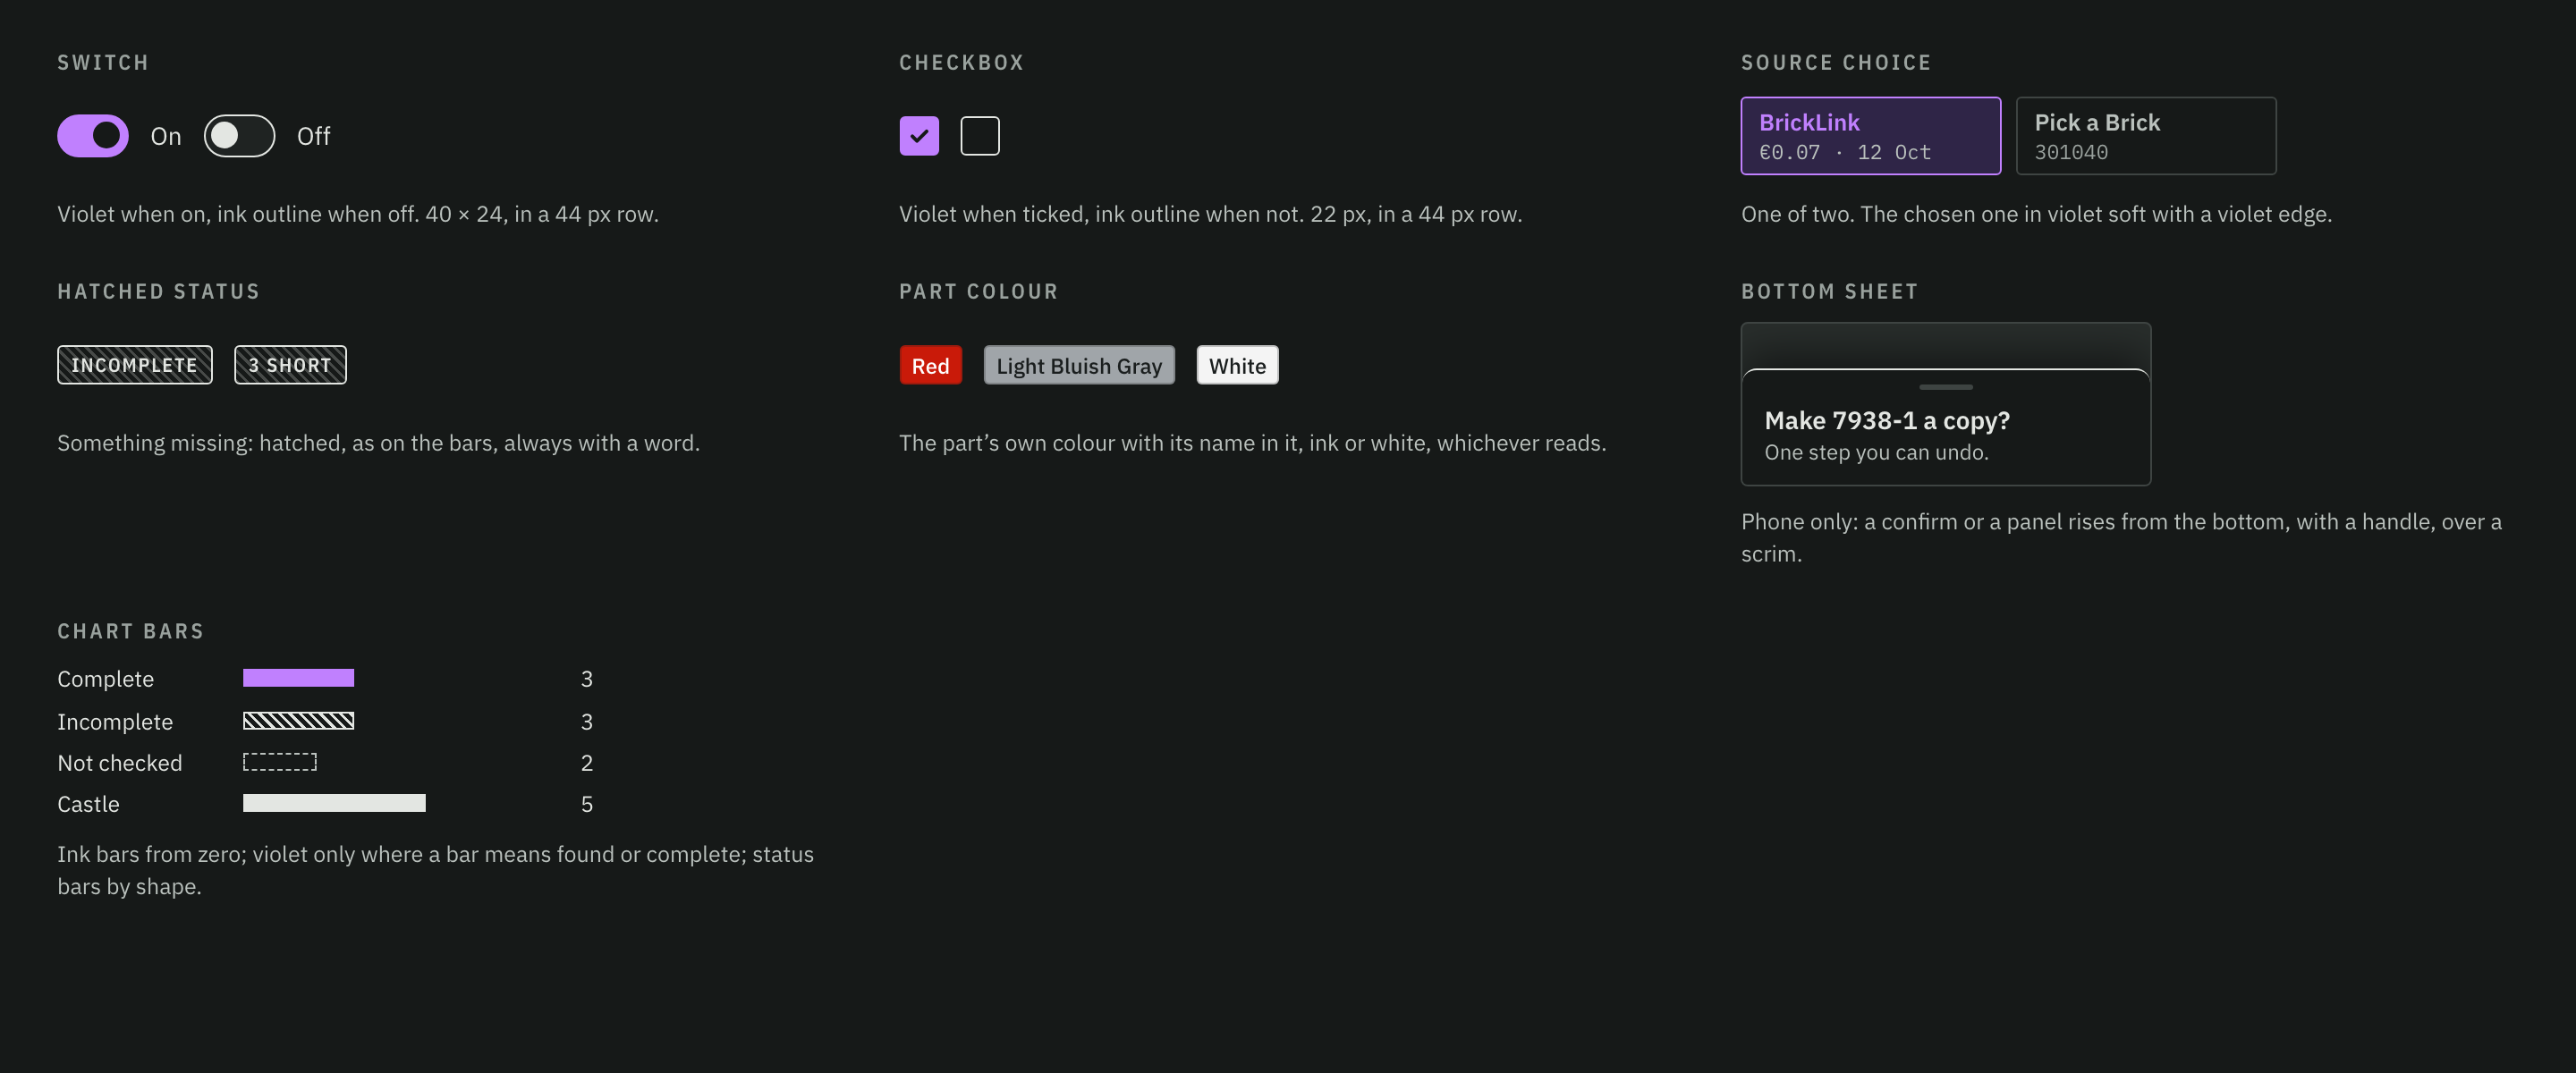 SWITCH
On
Off
Violet when on, ink outline when off. 40 × 24, in a 44 px row.
CHECKBOX
Violet when ticked, ink outline when not. 22 px, in a 44 px row.
SOURCE CHOICE
BrickLink
€0.07 · 12 Oct
Pick a Brick
301040
One of two. The chosen one in violet soft with a violet edge.
HATCHED STATUS
INCOMPLETE
3 SHORT
Something missing: hatched, as on the bars, always with a word.
PART COLOUR
Red
Light Bluish Gray
White
The part’s own colour with its name in it, ink or white, whichever reads.
BOTTOM SHEET
Make 7938-1 a copy?
One step you can undo.
Phone only: a confirm or a panel rises from the bottom, with a handle, over a
scrim.
CHART BARS
Complete 3
Incomplete 3
Not checked 2
Castle 5
Ink bars from zero; violet only where a bar means found or complete; status
bars by shape.